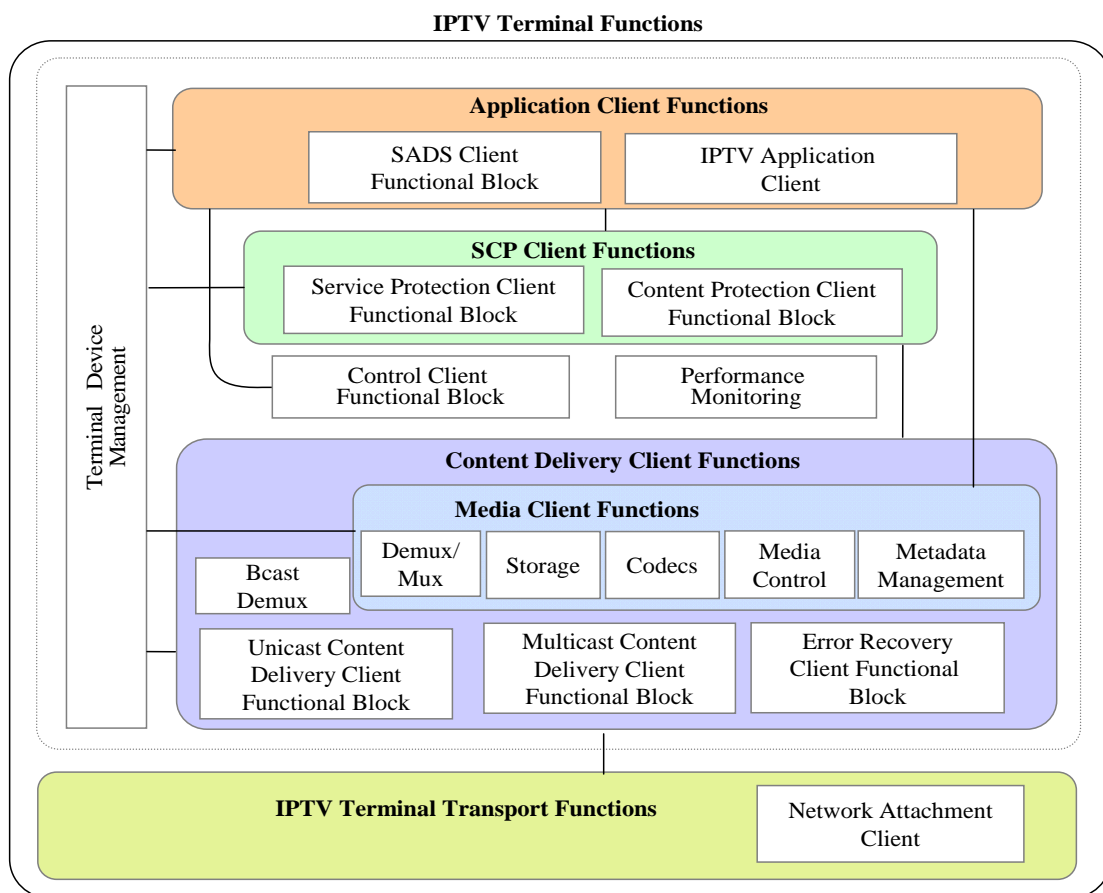 IPTV Terminal Functions
Terminal Device
Management
Application Client Functions
SADS Client
Functional Block
IPTV Application
Client
SCP Client Functions
Service Protection Client
Functional Block
Content Protection Client
Functional Block
Control Client
Functional Block
Performance
Monitoring
Content Delivery Client Functions
Media Client Functions
Demux/
Mux
Storage
Codecs
Media
Control
Metadata
Management
Bcast
Demux
Unicast Content
Delivery Client
Functional Block
Multicast Content
Delivery Client
Functional Block
Error Recovery
Client Functional
Block
IPTV Terminal Transport Functions
Network Attachment
Client